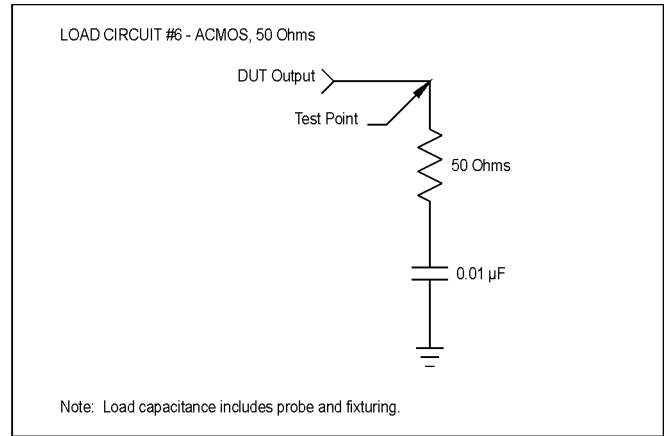 LOAD CIRCUIT #6 - ACMOS, 50 Ohms
DUT Output
Test Point
50 Ohms
0.01 µF
Note: Load capacitance includes probe and fixturing.